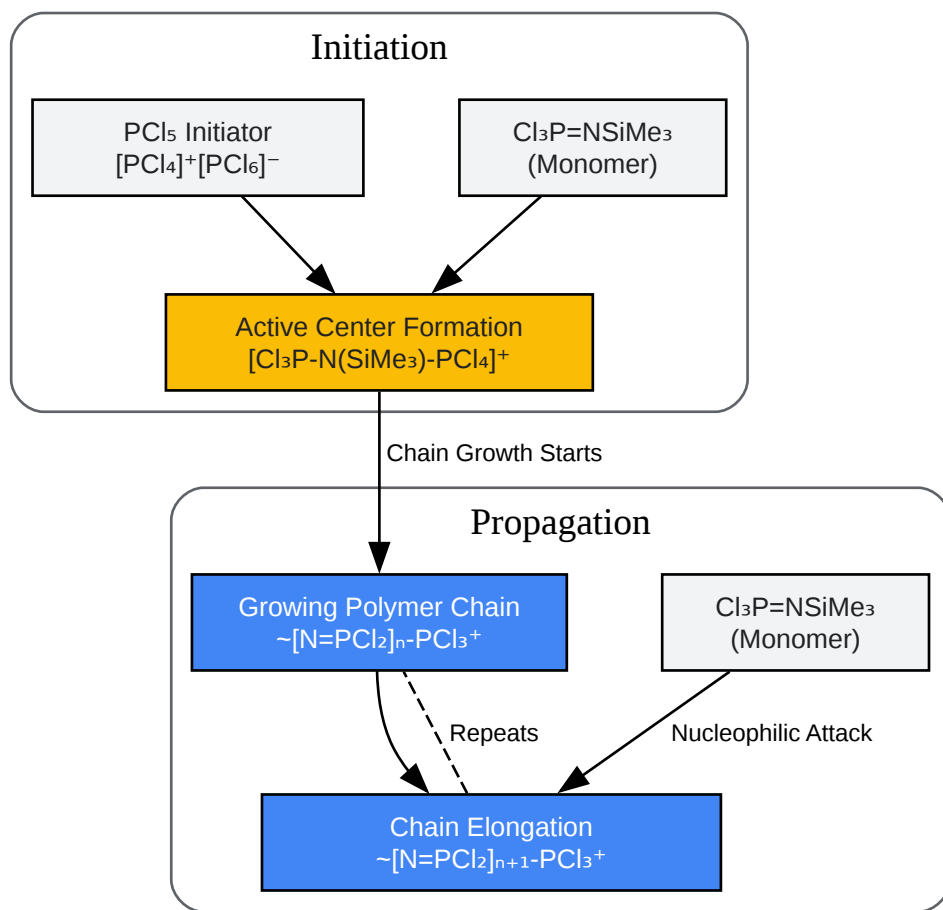 Initiation
PCl₅ Initiator
[PCl₄]⁺[PCl₆]⁻
Cl₃P=NSiMe₃
(Monomer)
Active Center Formation
[Cl₃P-N(SiMe₃)-PCl₄]⁺
Chain Growth Starts
Propagation
Growing Polymer Chain
~[N=PCl₂]ₙ-PCl₃⁺
Cl₃P=NSiMe₃
(Monomer)
Repeats
Nucleophilic Attack
Chain Elongation
~[N=PCl₂]ₙ₊₁-PCl₃⁺